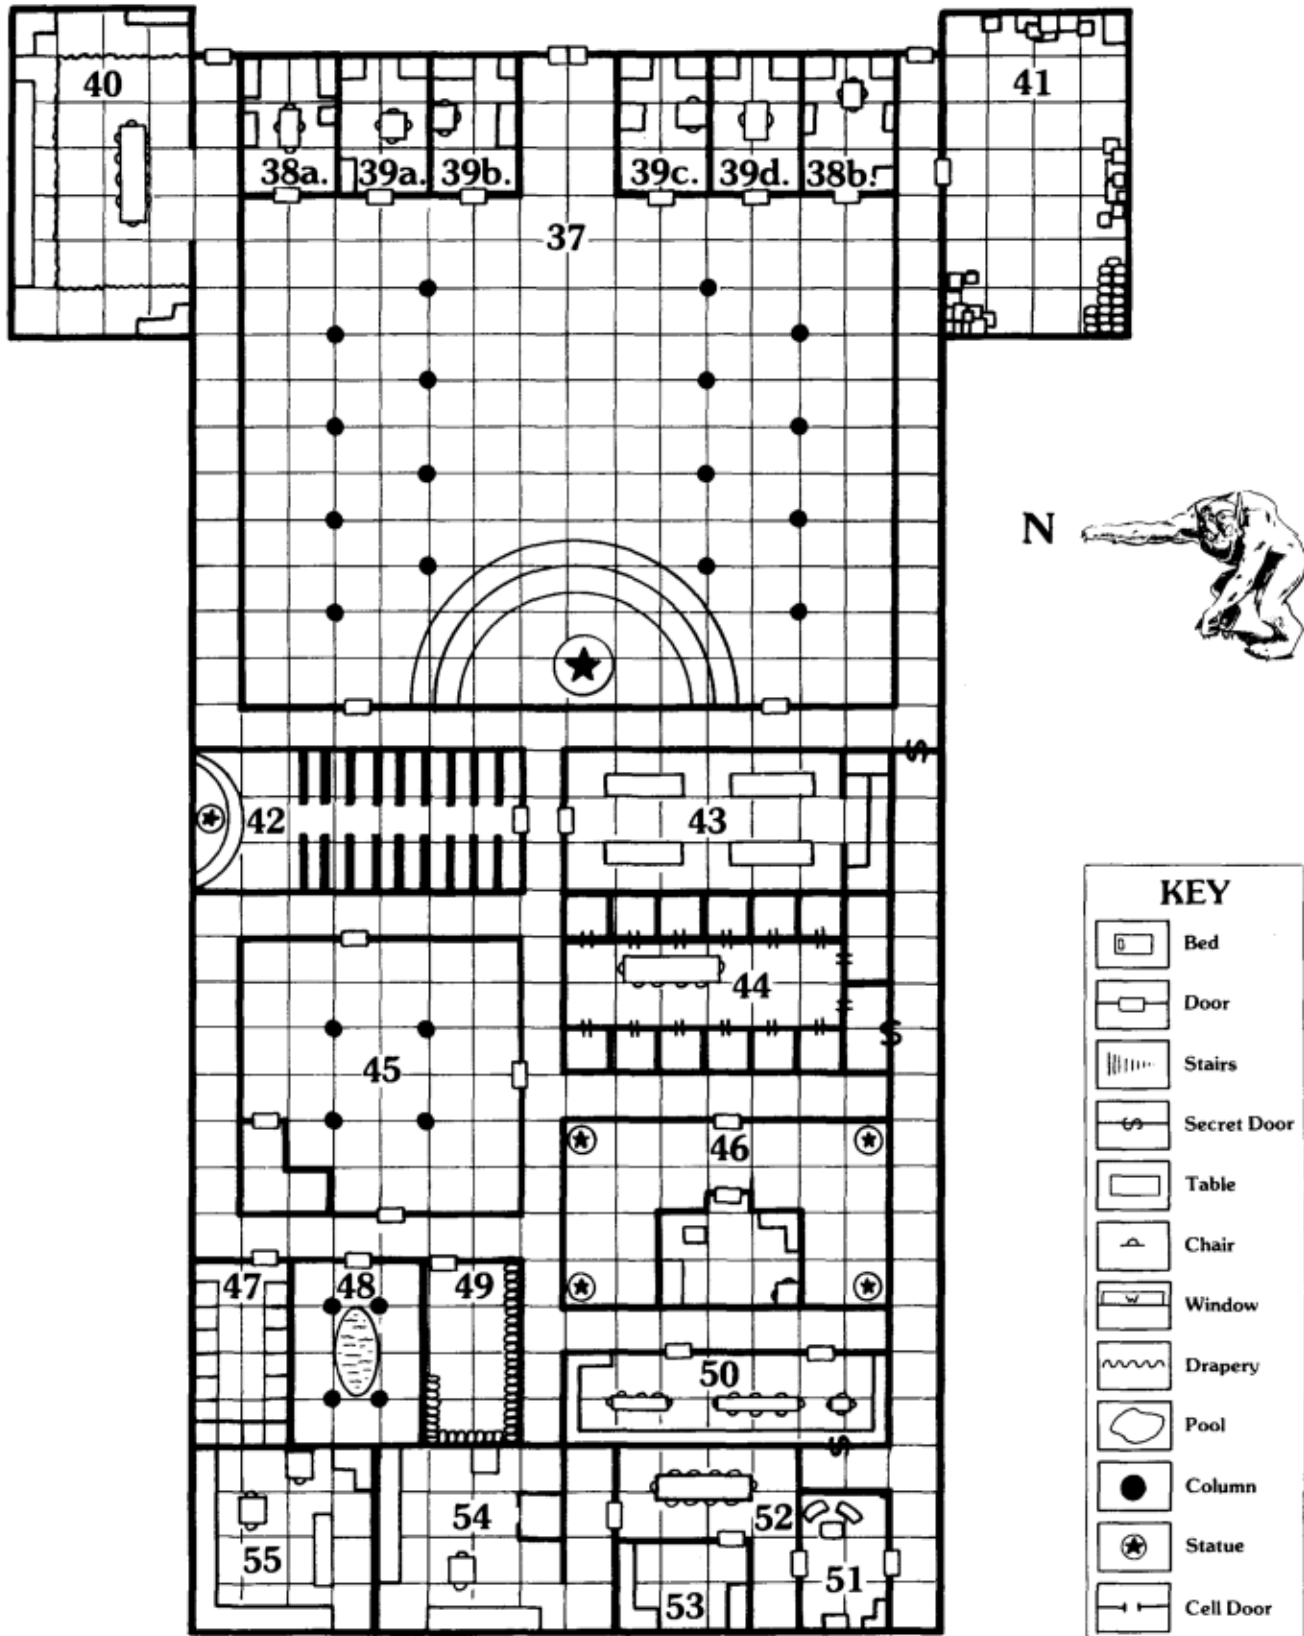 40
41
38a.
39a.
39b.
39c.
39d.
38b.
37
N
S
42
43
44
S
45
46
47
48
49
50
S
54
52
55
51
53
KEY
Bed
Door
Stairs
S Secret Door
Table
Chair
W Window
Drapery
Pool
Column
Statue
Cell Door